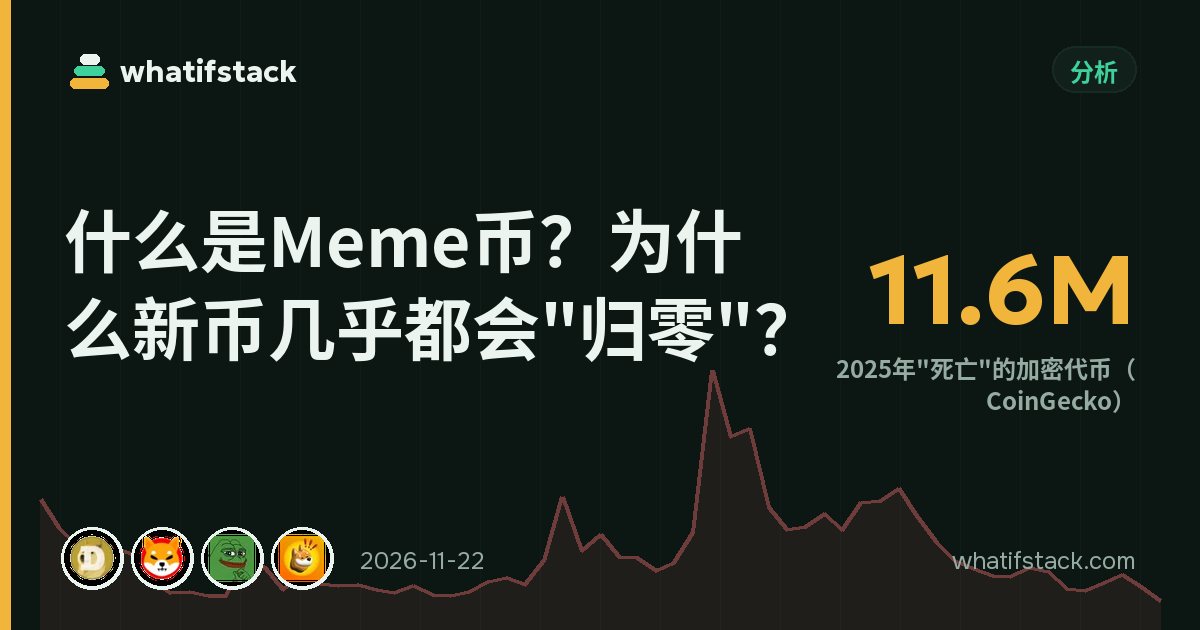 whatifstack
分析
什么是Meme币？为什
么新币几乎都会"归零"？
11.6M
2025年"死亡"的加密代币（
CoinGecko）
2026-11-22
whatifstack.com